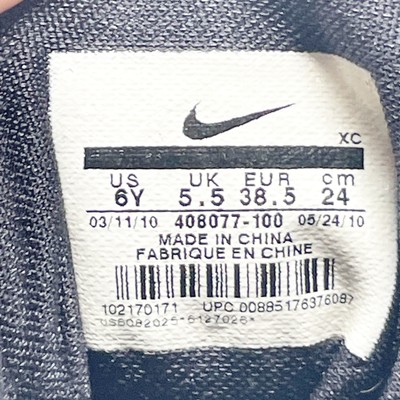 XC
US UK EUR cm
6Y 5.5 38.5 24
03/11/10 408077-100 05/24/10
MADE IN CHINA
FABRIQUE EN CHINE
102170171 UPC 00885176376087